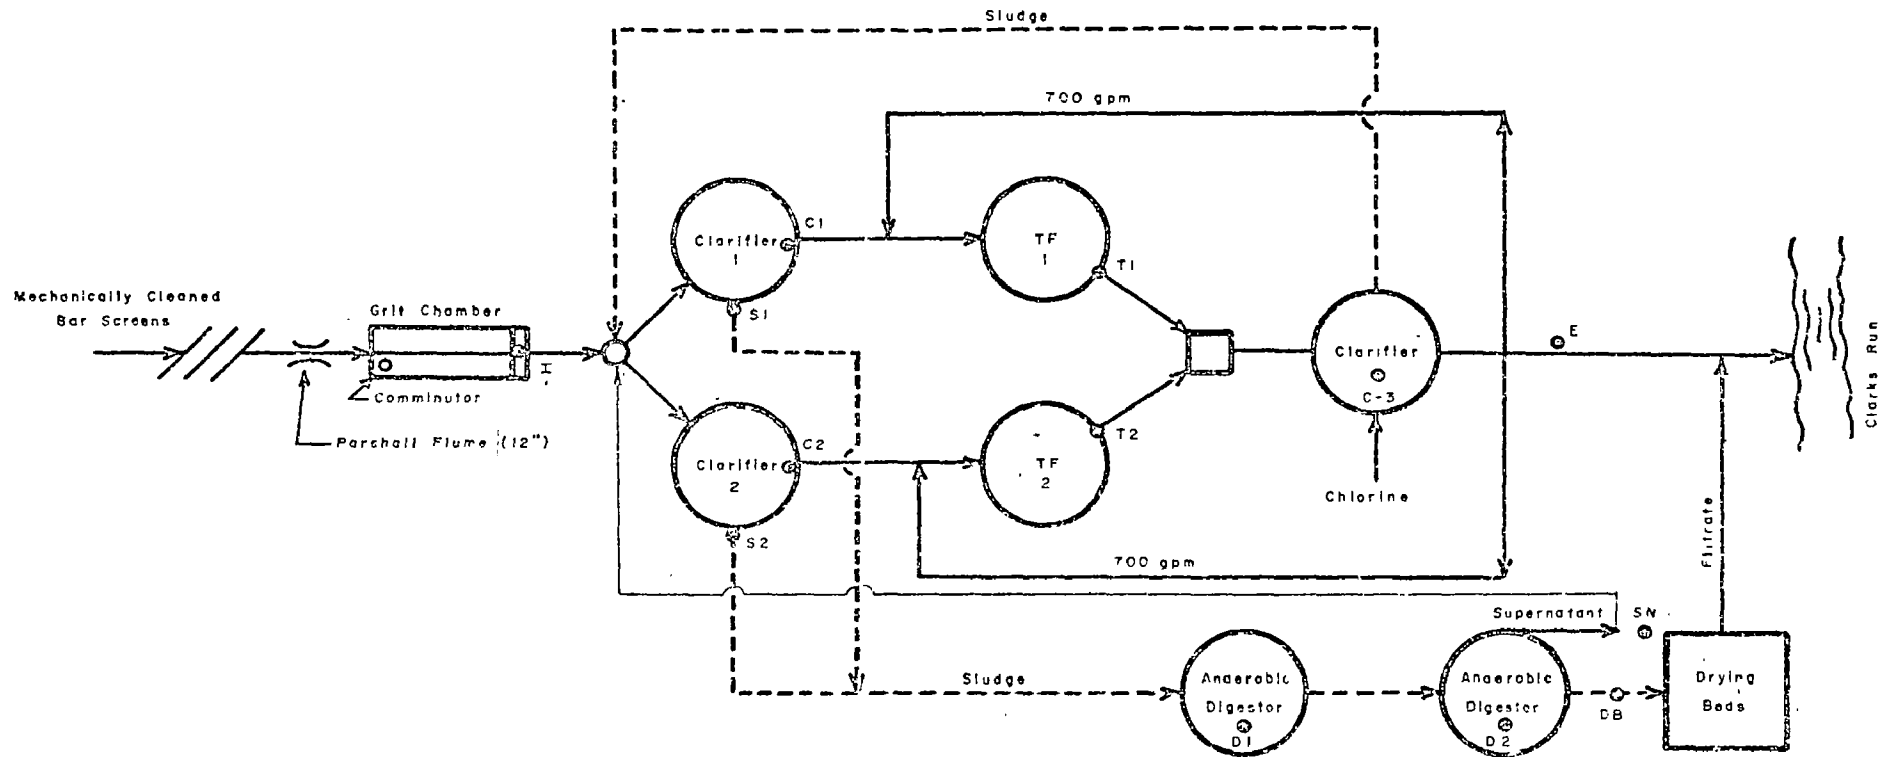 Sludge
700 gpm
C1
Clarifier
1
TF
1
T1
S1
Mechanically Cleaned
Bar Screens
Grit Chamber
I
Comminutor
Parshall Flume (12")
Clarifier
C-3
E
Clarks Run
C2
Clarifier
2
TF
2
T2
Chlorine
S2
700 gpm
Filtrate
Supernatant
SN
Sludge
Anaerobic
Digestor
D1
Anaerobic
Digester
D2
DB
Drying
Beds